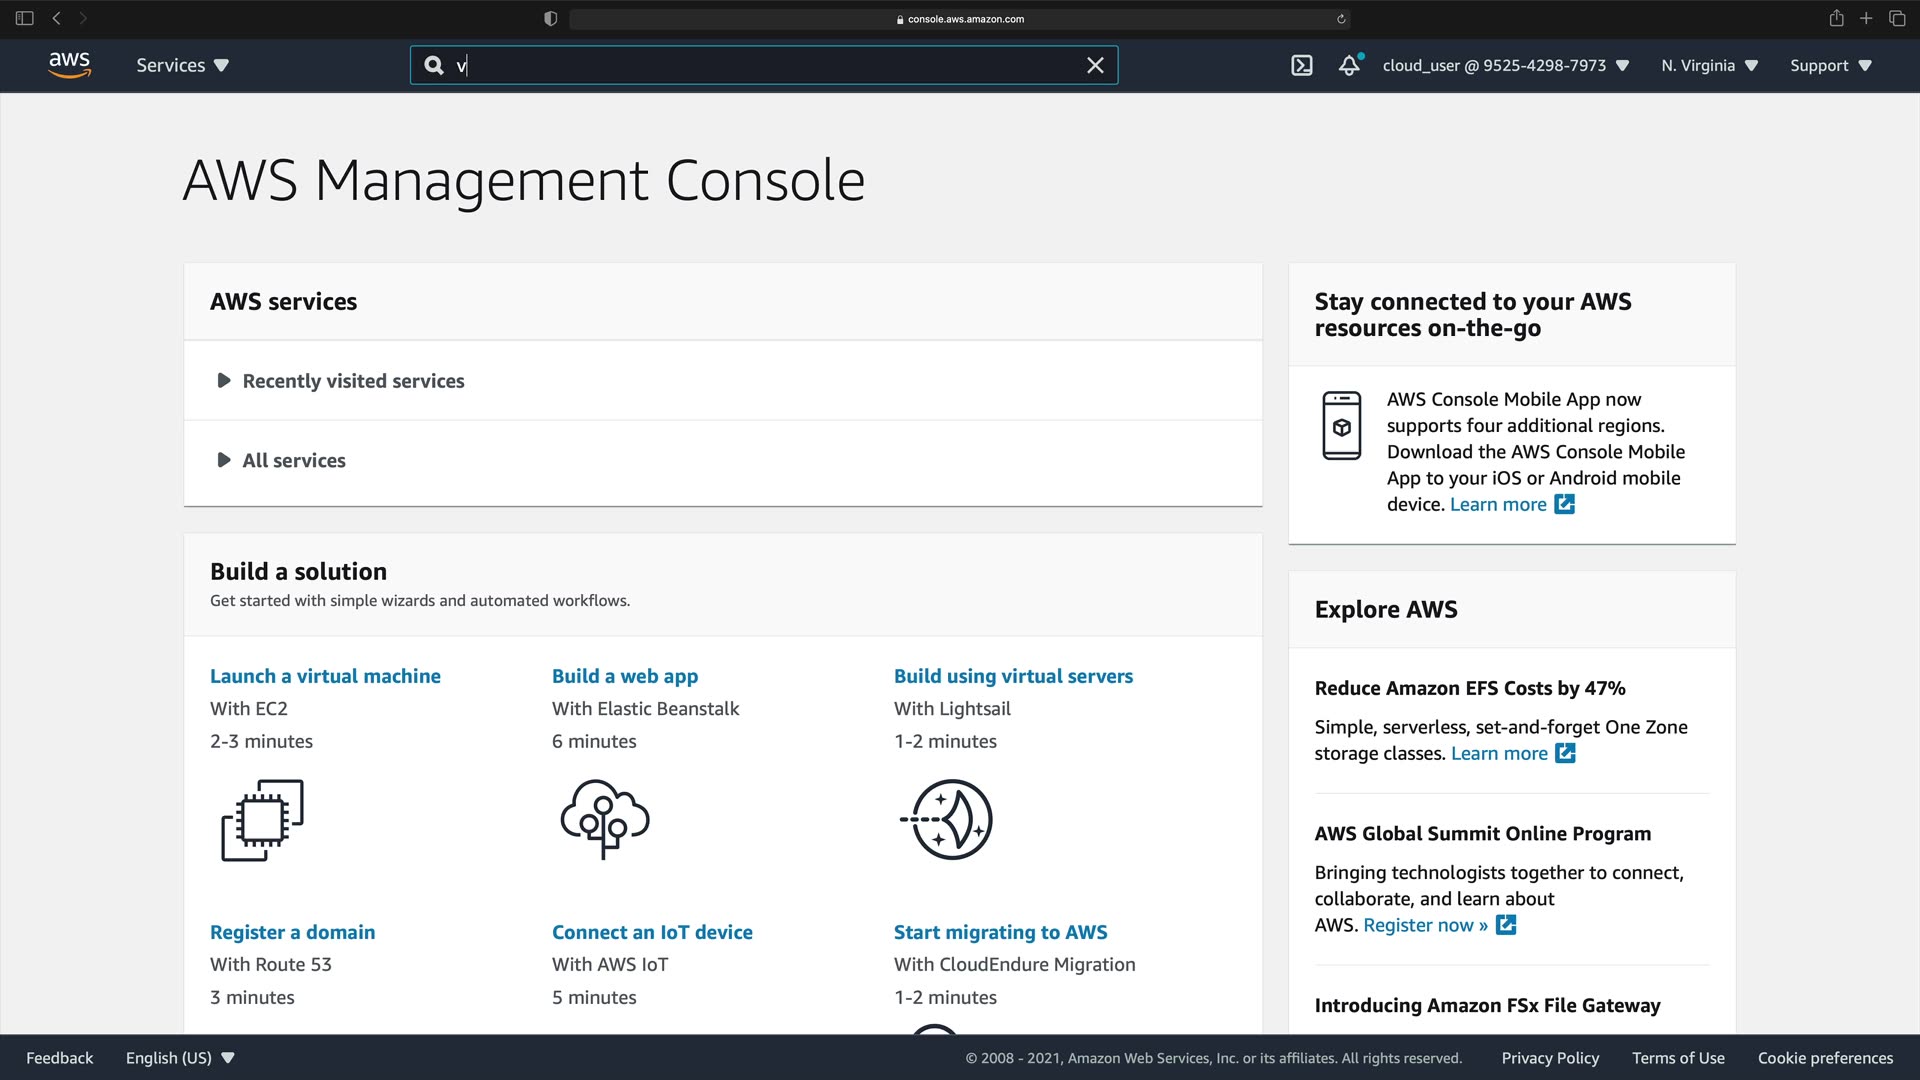 console.aws.amazon.com
aws
Services
v
cloud_user @ 9525-4298-7973
N. Virginia
Support
AWS Management Console
AWS services
Recently visited services
All services
Build a solution
Get started with simple wizards and automated workflows.
Launch a virtual machine
With EC2
2-3 minutes
Build a web app
With Elastic Beanstalk
6 minutes
Build using virtual servers
With Lightsail
1-2 minutes
Register a domain
With Route 53
3 minutes
Connect an IoT device
With AWS IoT
5 minutes
Start migrating to AWS
With CloudEndure Migration
1-2 minutes
Stay connected to your AWS
resources on-the-go
AWS Console Mobile App now
supports four additional regions.
Download the AWS Console Mobile
App to your iOS or Android mobile
device. Learn more
Explore AWS
Reduce Amazon EFS Costs by 47%
Simple, serverless, set-and-forget One Zone
storage classes. Learn more
AWS Global Summit Online Program
Bringing technologists together to connect,
collaborate, and learn about
AWS. Register now »
Introducing Amazon FSx File Gateway
Feedback
English (US)
© 2008 - 2021, Amazon Web Services, Inc. or its affiliates. All rights reserved.
Privacy Policy
Terms of Use
Cookie preferences